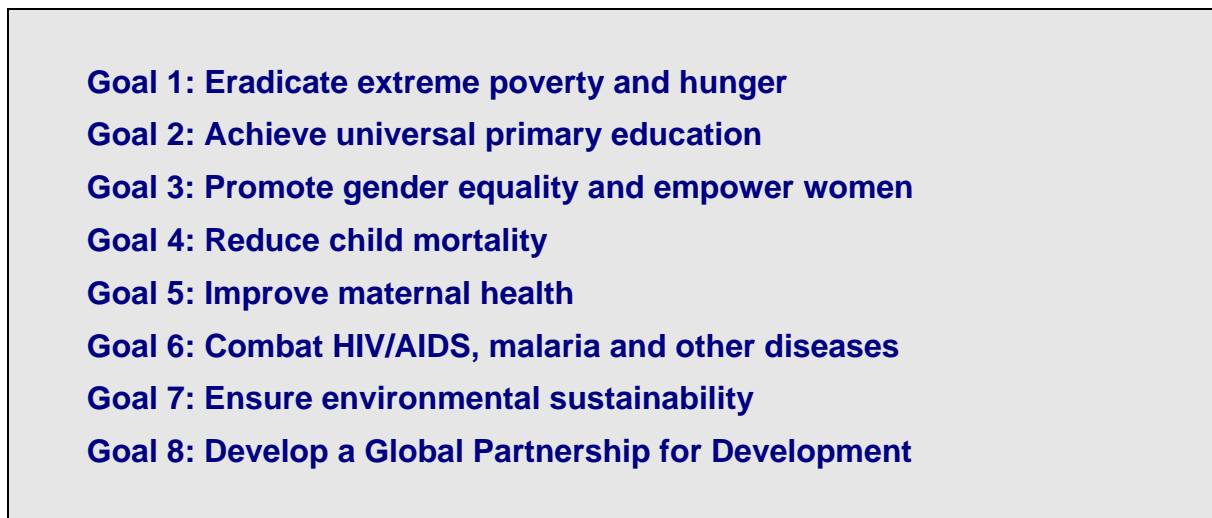 Goal 1: Eradicate extreme poverty and hunger
Goal 2: Achieve universal primary education
Goal 3: Promote gender equality and empower women
Goal 4: Reduce child mortality
Goal 5: Improve maternal health
Goal 6: Combat HIV/AIDS, malaria and other diseases
Goal 7: Ensure environmental sustainability
Goal 8: Develop a Global Partnership for Development